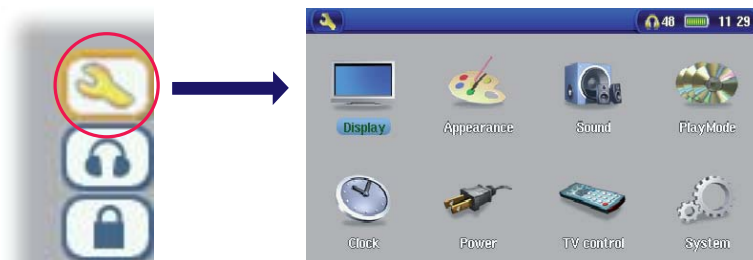 48 11 29
Display Appearance Sound PlayMode
Clock Power TV control System